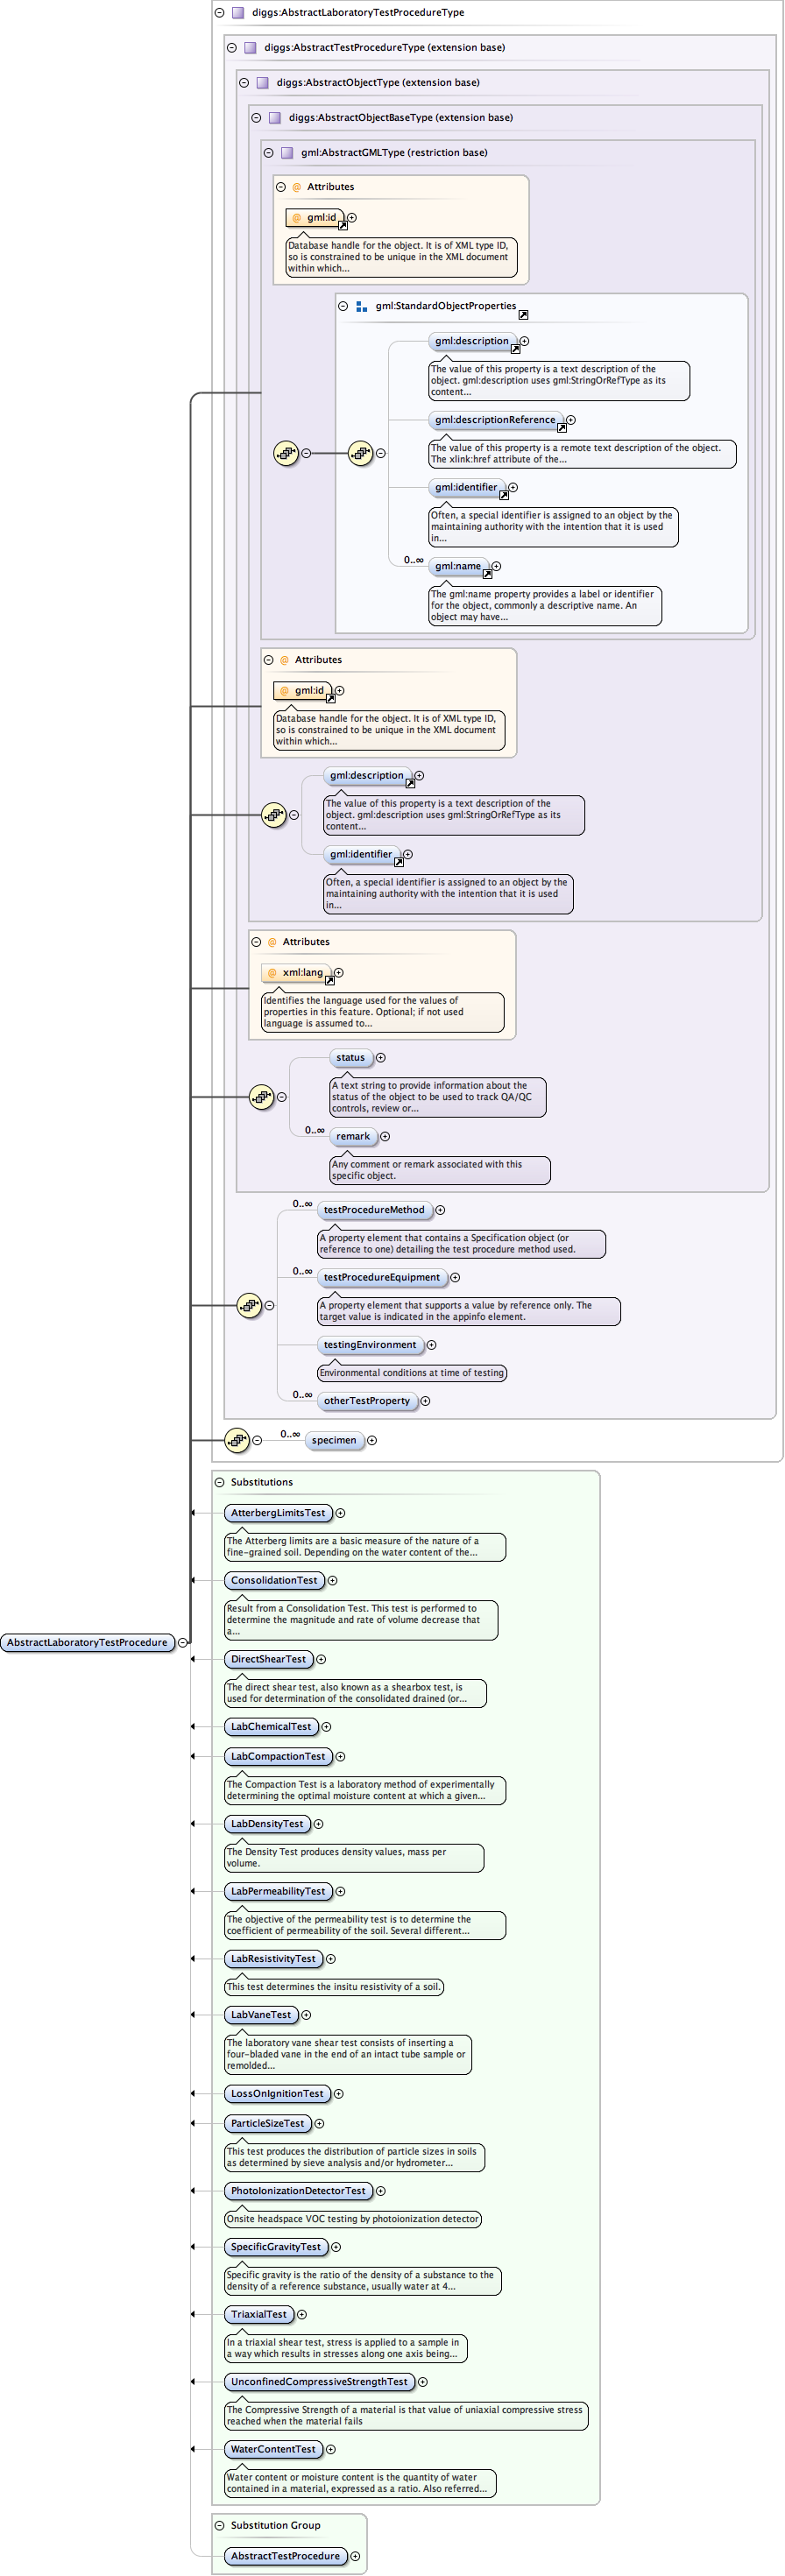 diggs:AbstractLaboratoryTestProcedureType
diggs:AbstractTestProcedureType (extension base)
diggs:AbstractObjectType (extension base)
diggs:AbstractObjectBaseType (extension base)
gml:AbstractGMLType (restriction base)
@ Attributes
@ gml:id
Database handle for the object. It is of XML type ID,
so is constrained to be unique in the XML document
within which...
gml:StandardObjectProperties
gml:description
The value of this property is a text description of the
object. gml:description uses gml:StringOrRefType as its
content...
gml:descriptionReference
The value of this property is a remote text description of the object.
The xlink:href attribute of the...
gml:identifier
Often, a special identifier is assigned to an object by the
maintaining authority with the intention that it is used
in...
0..∞
gml:name
The gml:name property provides a label or identifier
for the object, commonly a descriptive name. An
object may have...
@ Attributes
@ gml:id
Database handle for the object. It is of XML type ID,
so is constrained to be unique in the XML document
within which...
gml:description
The value of this property is a text description of the
object. gml:description uses gml:StringOrRefType as its
content...
gml:identifier
Often, a special identifier is assigned to an object by the
maintaining authority with the intention that it is used
in...
@ Attributes
@ xml:lang
Identifies the language used for the values of
properties in this feature. Optional; if not used
language is assumed to...
status
A text string to provide information about the
status of the object to be used to track QA/QC
controls, review or...
0..∞
remark
Any comment or remark associated with this
specific object.
0..∞
testProcedureMethod
A property element that contains a Specification object (or
reference to one) detailing the test procedure method used.
0..∞
testProcedureEquipment
A property element that supports a value by reference only. The
target value is indicated in the appinfo element.
testingEnvironment
Environmental conditions at time of testing
0..∞
otherTestProperty
0..∞
specimen
Substitutions
AtterbergLimitsTest
The Atterberg limits are a basic measure of the nature of a
fine-grained soil. Depending on the water content of the...
ConsolidationTest
Result from a Consolidation Test. This test is performed to
determine the magnitude and rate of volume decrease that
a...
AbstractLaboratoryTestProcedure
DirectShearTest
The direct shear test, also known as a shearbox test, is
used for determination of the consolidated drained (or...
LabChemicalTest
LabCompactionTest
The Compaction Test is a laboratory method of experimentally
determining the optimal moisture content at which a given...
LabDensityTest
The Density Test produces density values, mass per
volume.
LabPermeabilityTest
The objective of the permeability test is to determine the
coefficient of permeability of the soil. Several different...
LabResistivityTest
This test determines the insitu resistivity of a soil.
LabVaneTest
The laboratory vane shear test consists of inserting a
four-bladed vane in the end of an intact tube sample or
remolded...
LossOnIgnitionTest
ParticleSizeTest
This test produces the distribution of particle sizes in soils
as determined by sieve analysis and/or hydrometer...
PhotoIonizationDetectorTest
Onsite headspace VOC testing by photoionization detector
SpecificGravityTest
Specific gravity is the ratio of the density of a substance to the
density of a reference substance, usually water at 4...
TriaxialTest
In a triaxial shear test, stress is applied to a sample in
a way which results in stresses along one axis being...
UnconfinedCompressiveStrengthTest
The Compressive Strength of a material is that value of uniaxial compressive stress
reached when the material fails
WaterContentTest
Water content or moisture content is the quantity of water
contained in a material, expressed as a ratio. Also referred...
Substitution Group
AbstractTestProcedure